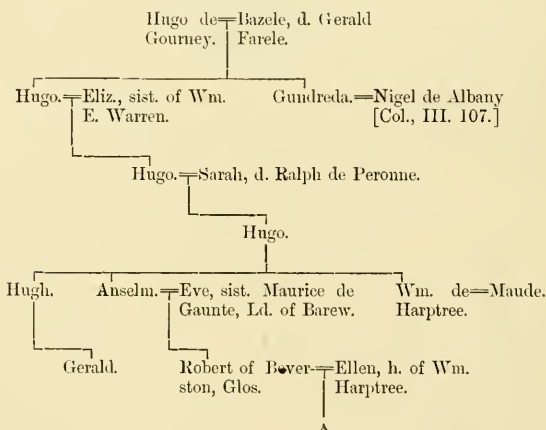 Hugo de=Bazele, d. Gerald
Gourney. Farele.
Hugo.=Eliz., sist. of Wm. Gundreda.=Nigel de Albany
E. Warren. [Col., III. 107.]
Hugo.=Sarah, d. Ralph de Peronne.
Hugo.
Hugh. Anselm.=Eve, sist. Maurice de Wm. de=Maude.
Gaunte, Ld. of Barew. Harptree.
Gerald. Robert of Bever-=Ellen, h. of Wm.
ston, Glos. Harptree.
A